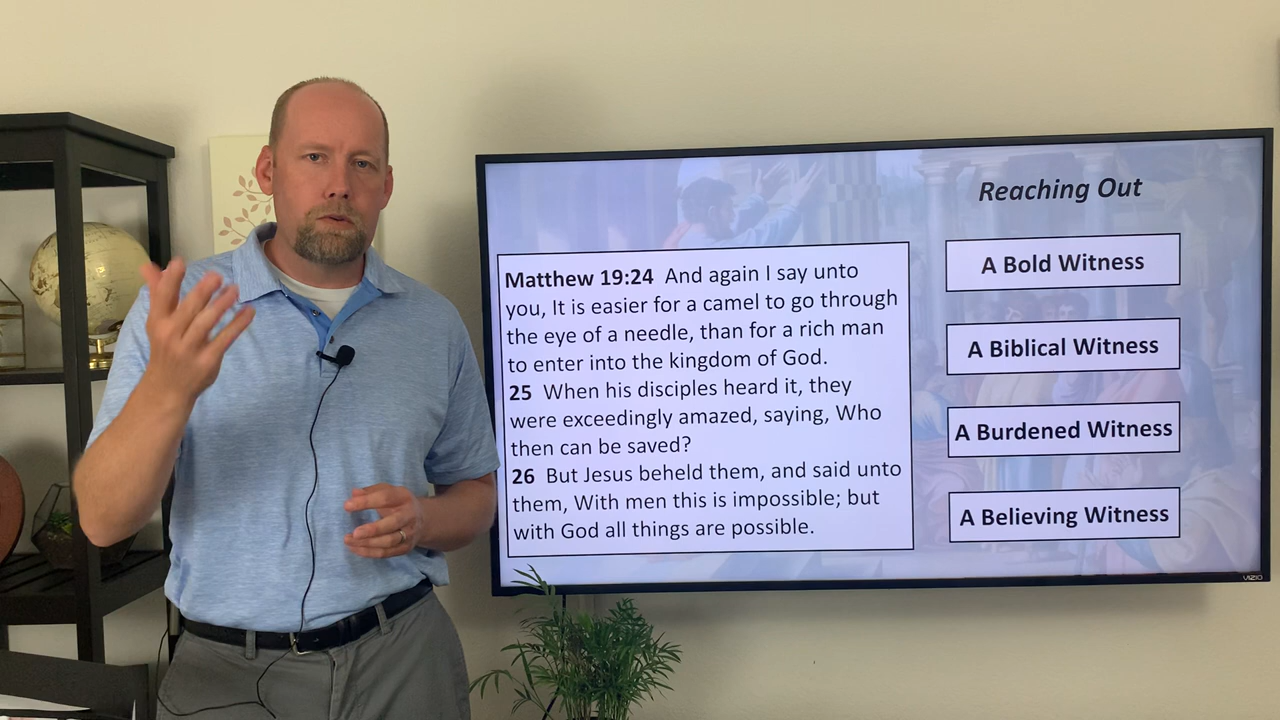 Reaching Out
Matthew 19:24 And again I say unto
you, It is easier for a camel to go through
the eye of a needle, than for a rich man
to enter into the kingdom of God.
25 When his disciples heard it, they
were exceedingly amazed, saying, Who
then can be saved?
26 But Jesus beheld them, and said unto
them, With men this is impossible; but
with God all things are possible.
A Bold Witness
A Biblical Witness
A Burdened Witness
A Believing Witness
VIZIO